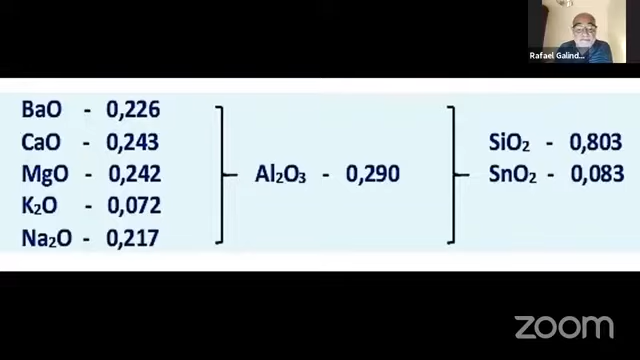 Rafael Galind...
BaO - 0,226
CaO - 0,243
MgO - 0,242
K₂O - 0,072
Na₂O - 0,217
Al₂O₃ - 0,290
SiO₂ - 0,803
SnO₂ - 0,083
zoom